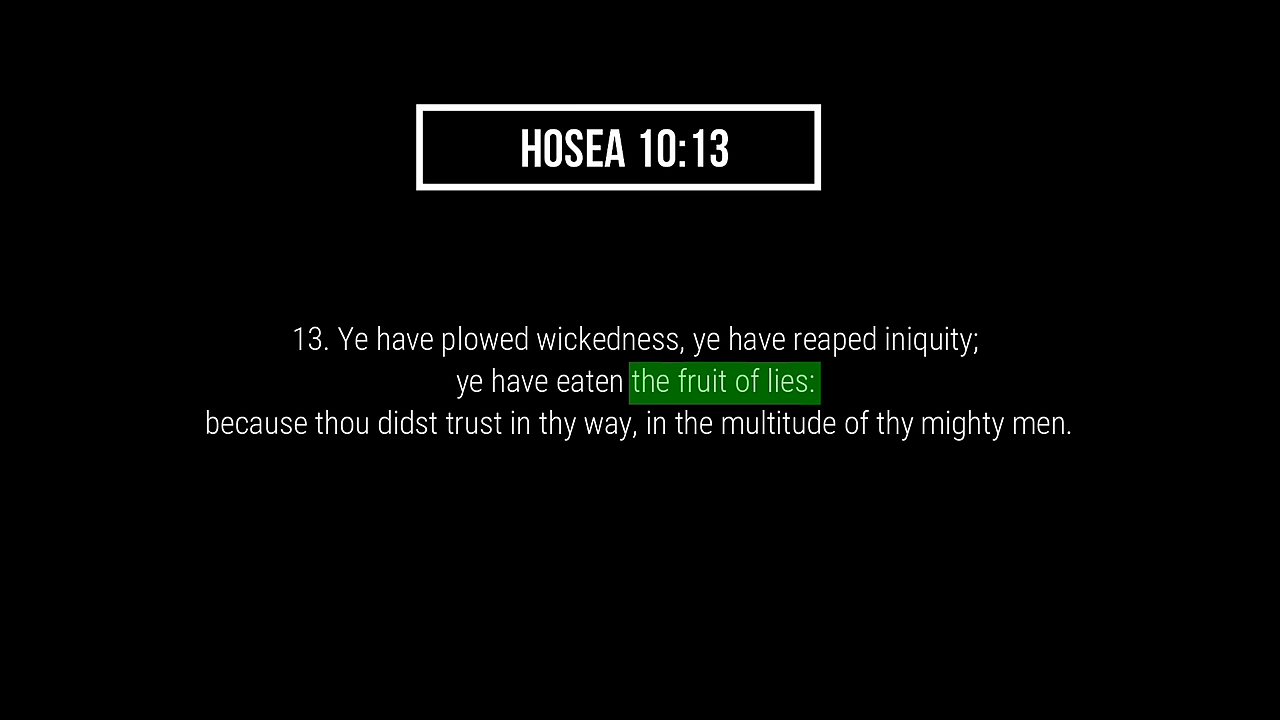 HOSEA 10:13
13. Ye have plowed wickedness, ye have reaped iniquity;
ye have eaten the fruit of lies:
because thou didst trust in thy way, in the multitude of thy mighty men.